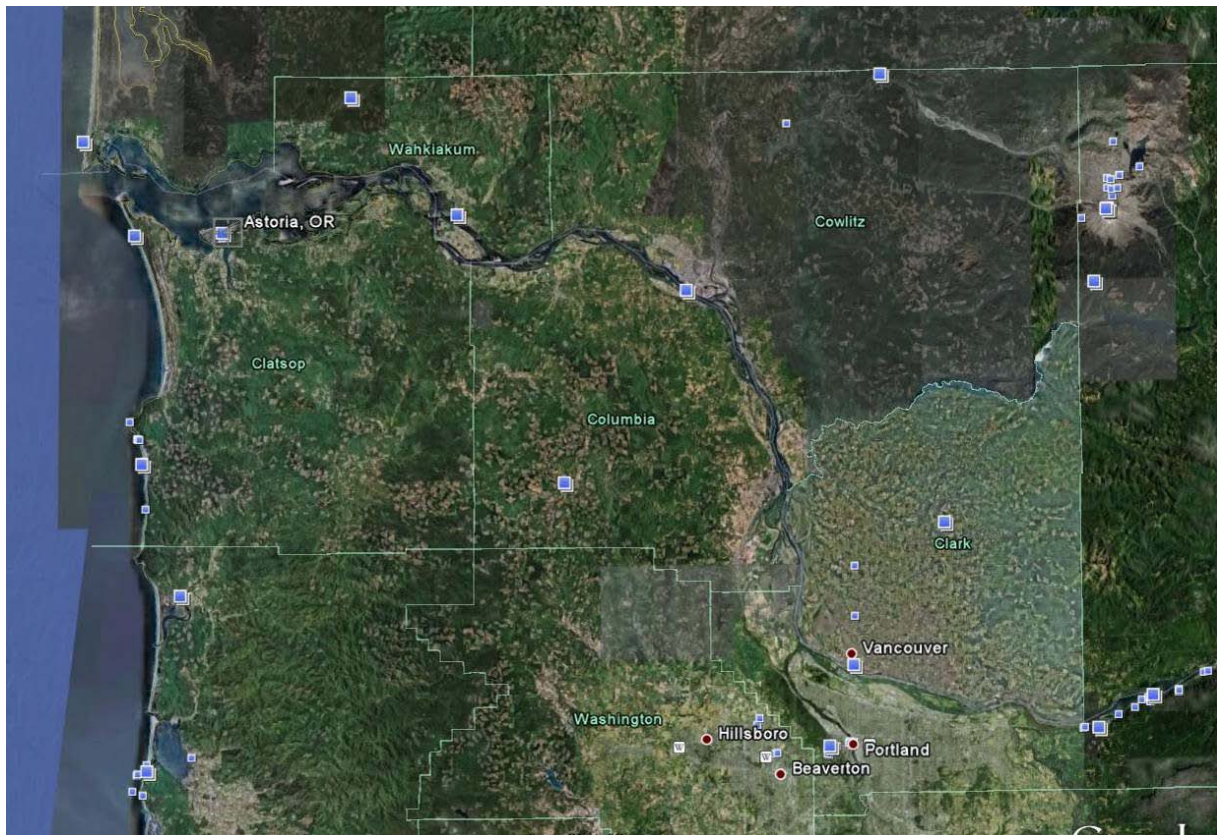 Wahkiakum
Astoria, OR
Cowlitz
Clatsop
Columbia
Clark
Vancouver
Washington
Hillsboro
W
W
Portland
Beaverton